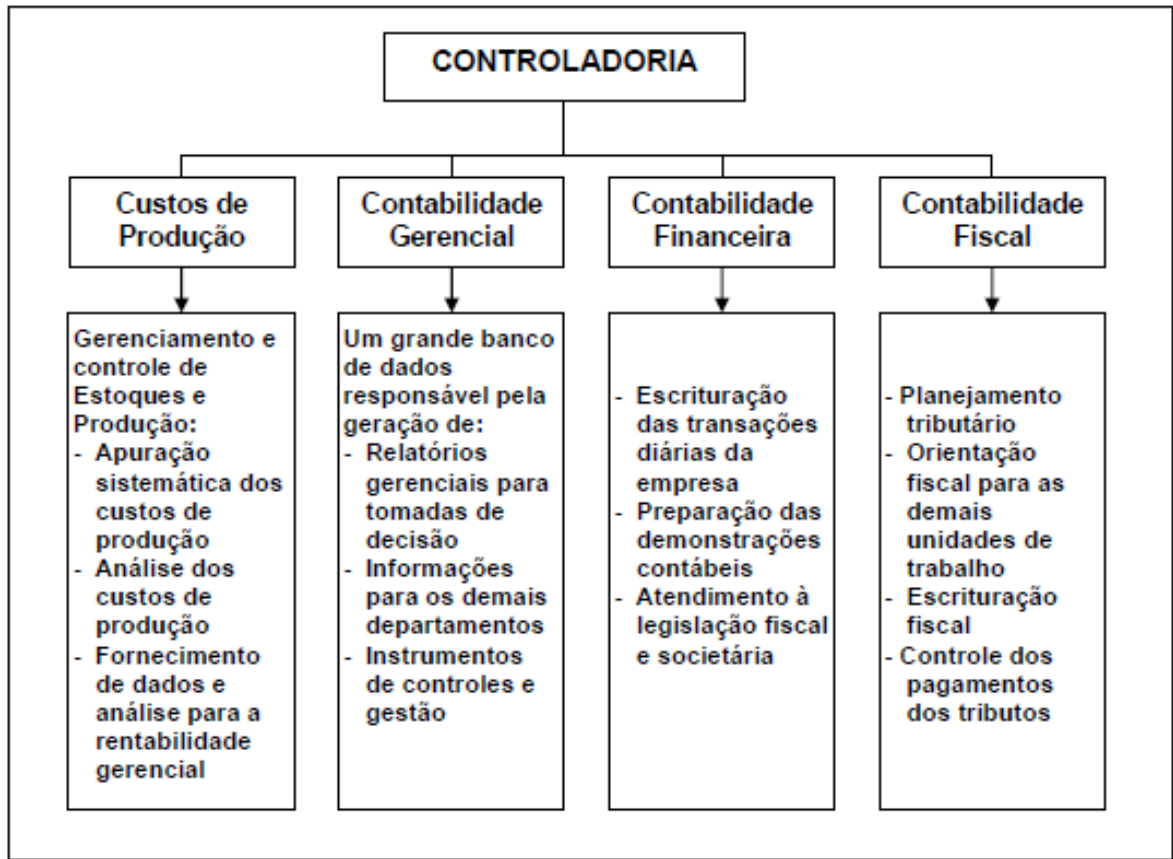 CONTROLADORIA
Custos de
Produção
Contabilidade
Gerencial
Contabilidade
Financeira
Contabilidade
Fiscal
Gerenciamento e
controle de
Estoques e
Produção:
- Apuração
sistemática dos
custos de
produção
- Análise dos
custos de
produção
- Fornecimento
de dados e
análise para a
rentabilidade
gerencial
Um grande banco
de dados
responsável pela
geração de:
- Relatórios
gerenciais para
tomadas de
decisão
- Informações
para os demais
departamentos
- Instrumentos
de controles e
gestão
- Escrituração
das transações
diárias da
empresa
- Preparação das
demonstrações
contábeis
- Atendimento à
legislação fiscal
e societária
- Planejamento
tributário
- Orientação
fiscal para as
demais
unidades de
trabalho
- Escrituração
fiscal
- Controle dos
pagamentos
dos tributos